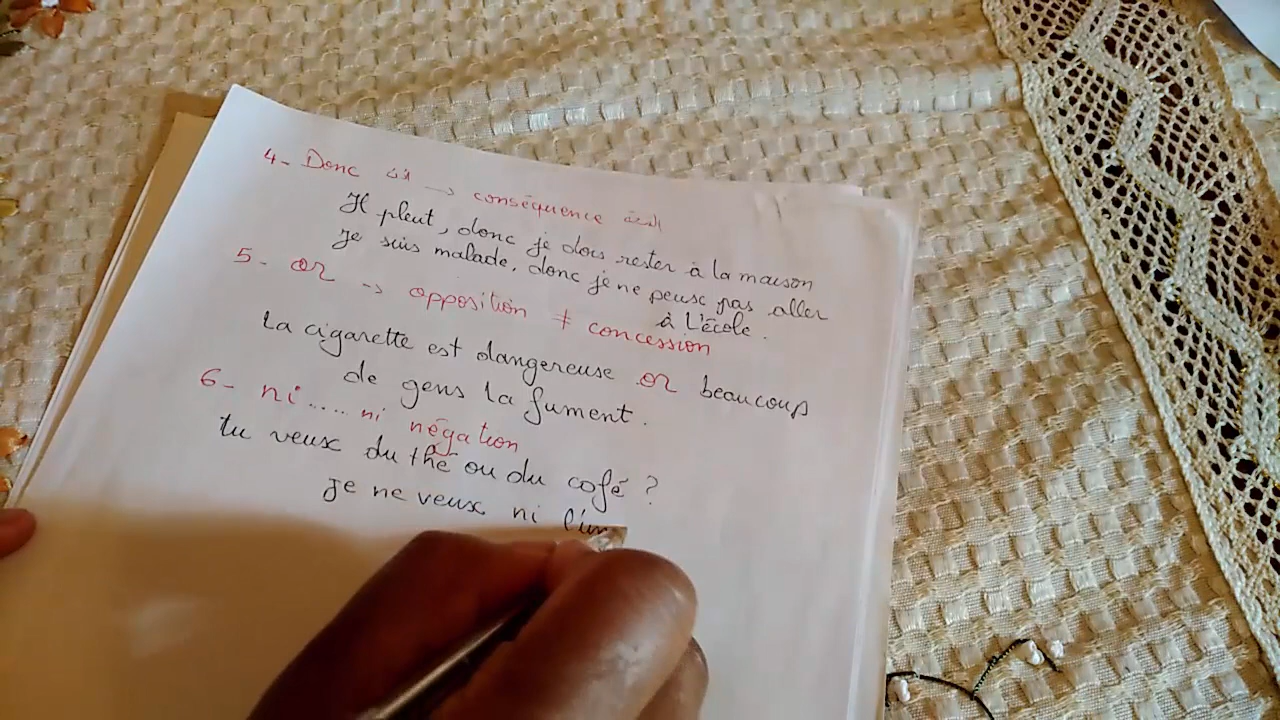 4- Donc → conséquence
Il pleut, donc je dois rester à la maison
Je suis malade, donc je ne peux pas aller
à l'école.
5- or → opposition ≠ concession
La cigarette est dangereuse or beaucoup
de gens la fument.
6- ni ..... ni négation
tu veux du thé ou du café ?
je ne veux ni l'un